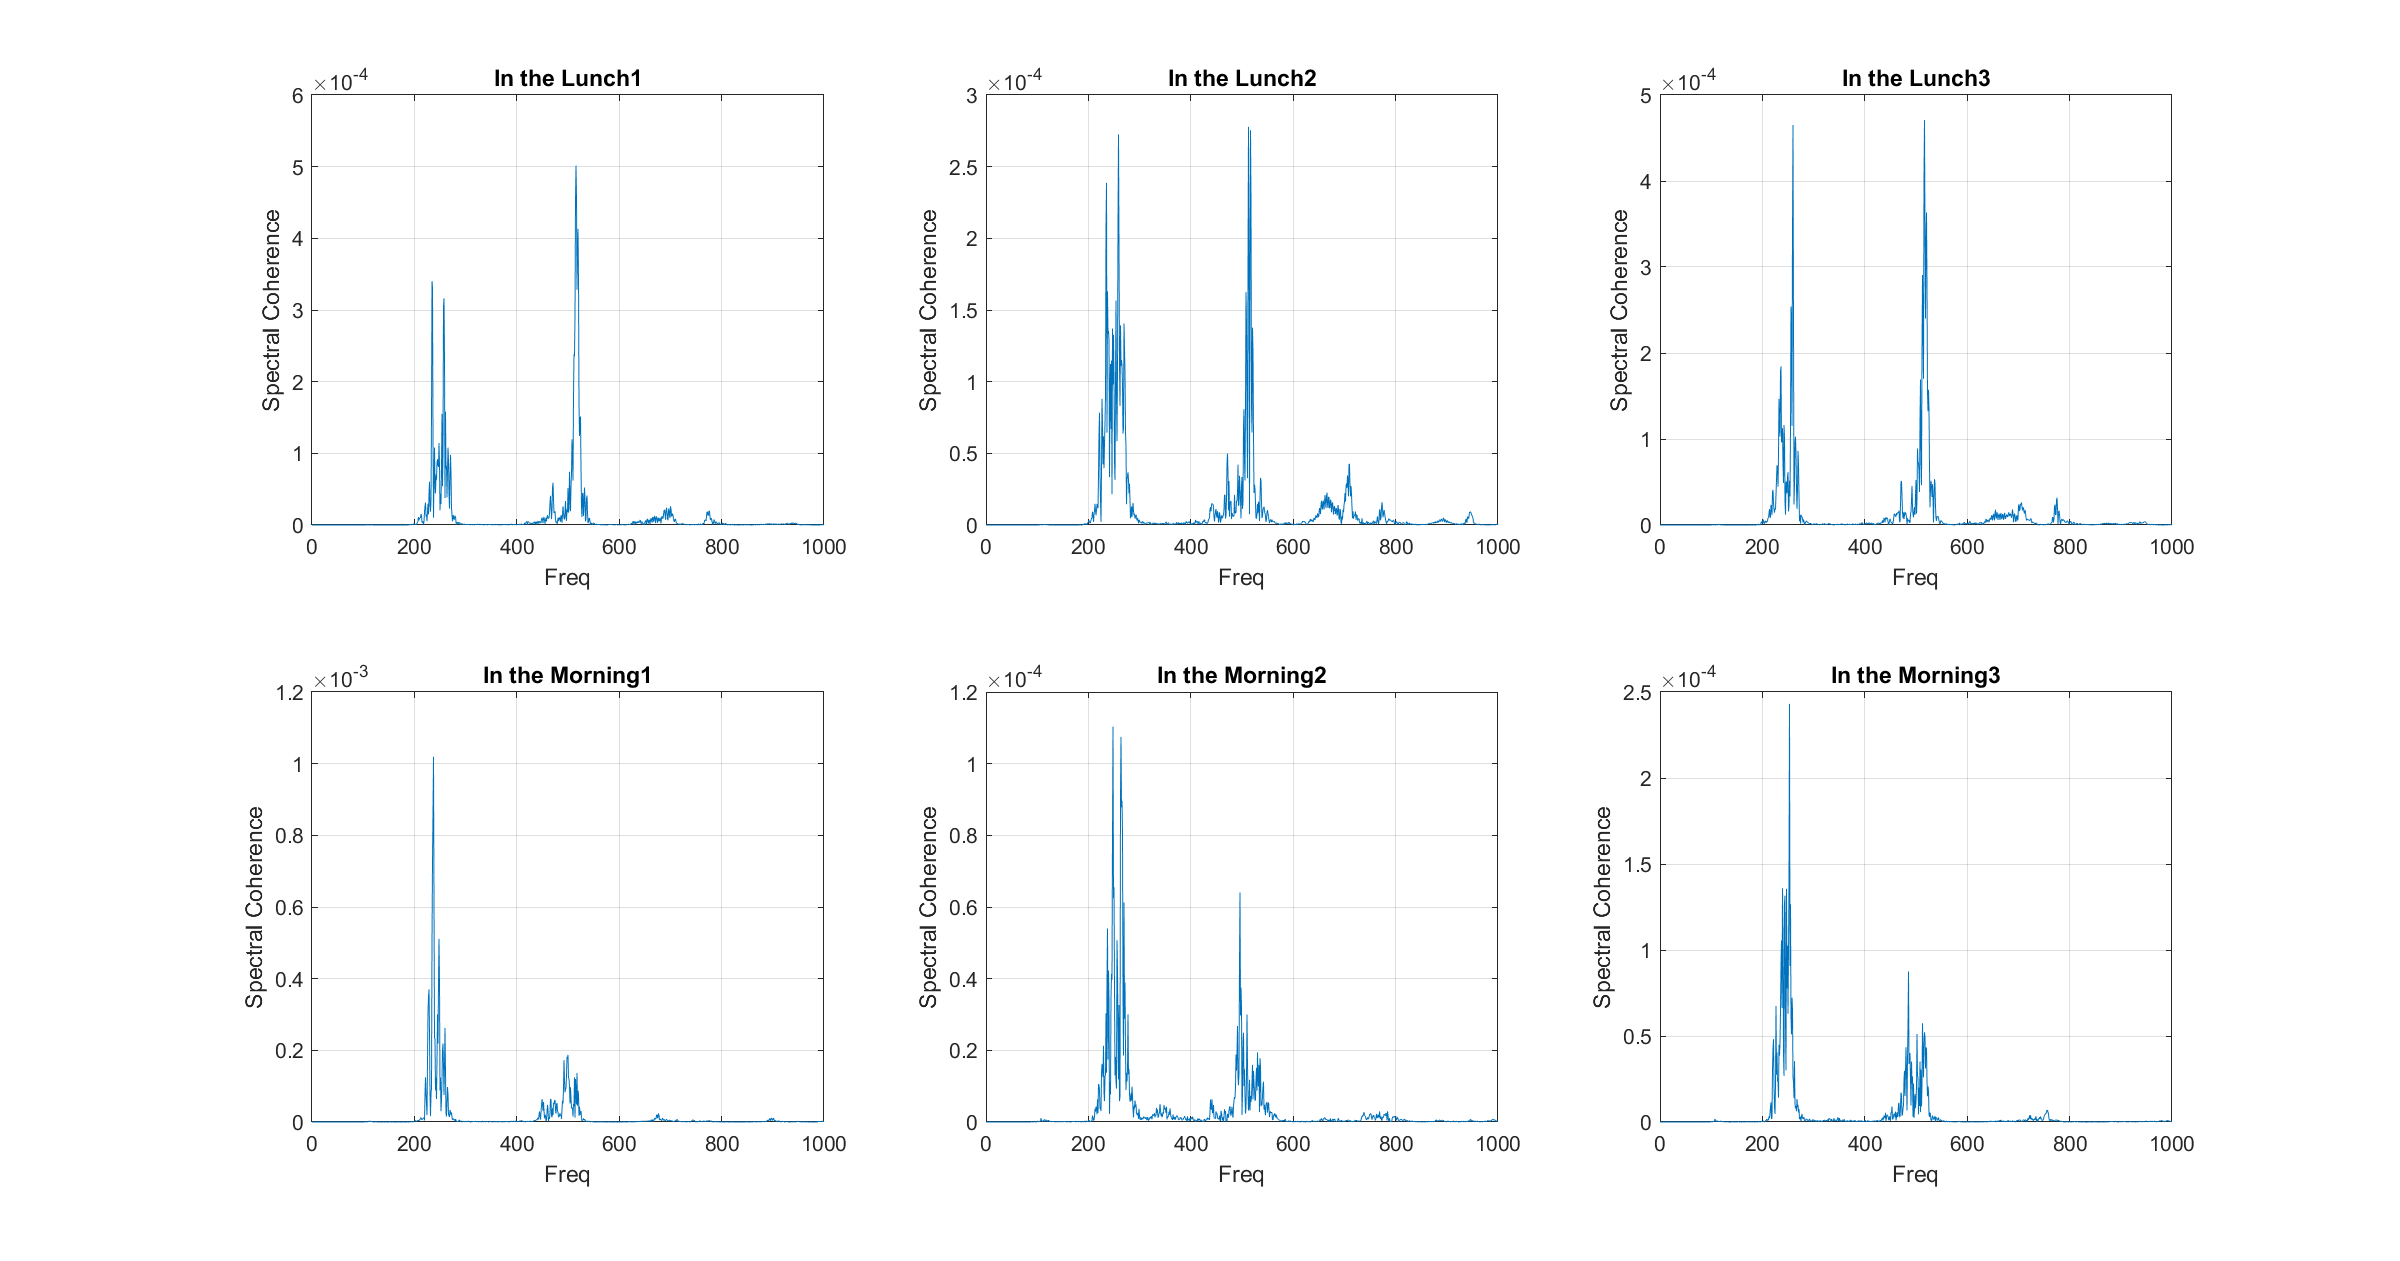 In the Lunch1
×10-4
6
5
4
3
2
1
0
Spectral Coherence
0 200 400 600 800 1000
Freq
In the Lunch2
×10-4
3
2.5
2
1.5
1
0.5
0
Spectral Coherence
0 200 400 600 800 1000
Freq
In the Lunch3
×10-4
5
4
3
2
1
0
Spectral Coherence
0 200 400 600 800 1000
Freq
In the Morning1
×10-3
1.2
1
0.8
0.6
0.4
0.2
0
Spectral Coherence
0 200 400 600 800 1000
Freq
In the Morning2
×10-4
1.2
1
0.8
0.6
0.4
0.2
0
Spectral Coherence
0 200 400 600 800 1000
Freq
In the Morning3
×10-4
2.5
2
1.5
1
0.5
0
Spectral Coherence
0 200 400 600 800 1000
Freq